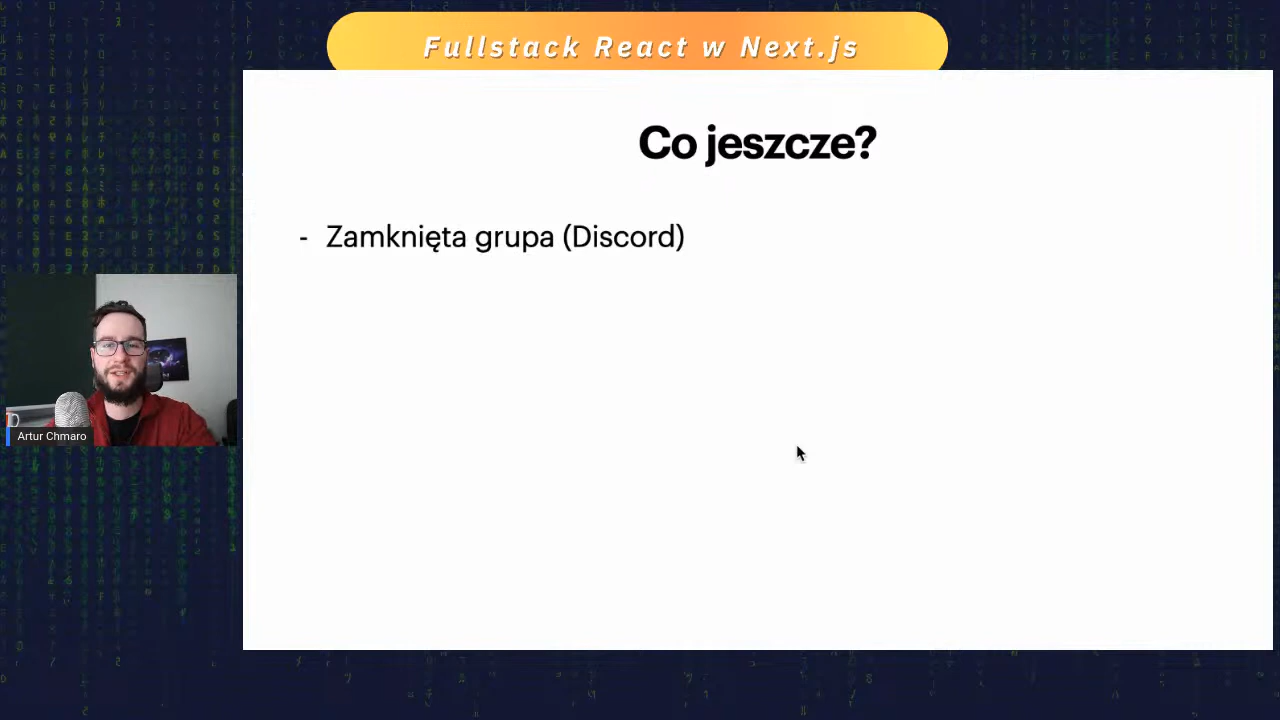 Fullstack React w Next.js
Co jeszcze?
- Zamknięta grupa (Discord)
Artur Chmaro